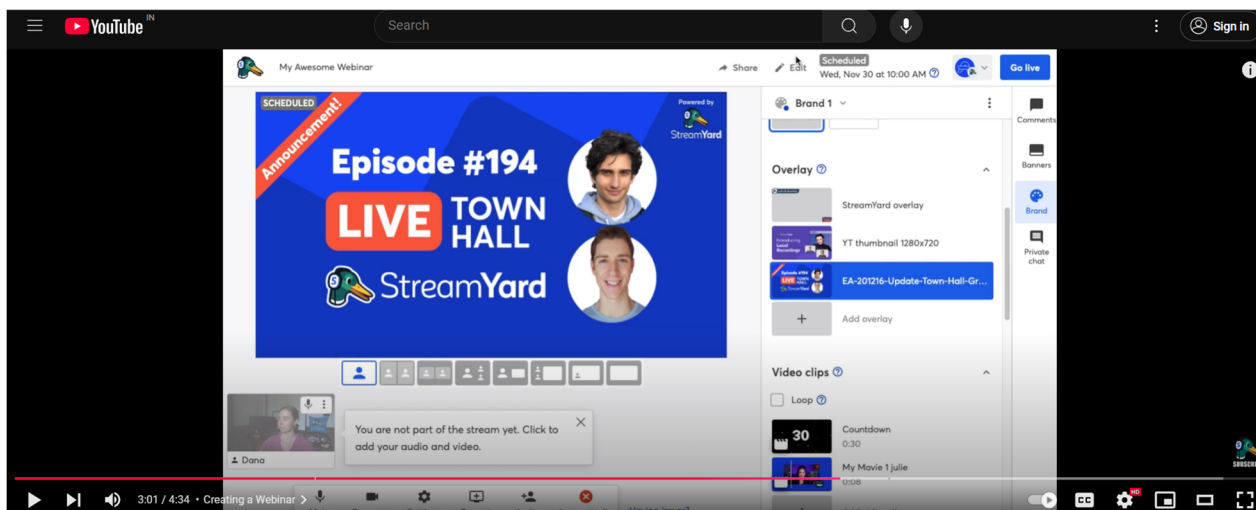 YouTube IN
Search
Sign in
My Awesome Webinar
Share
Edit
Scheduled
Wed, Nov 30 at 10:00 AM
Go live
SCHEDULED
Announcement!
Powered by
StreamYard
Episode #194
LIVE TOWN HALL
StreamYard
Brand 1
Overlay
StreamYard overlay
YT thumbnail 1280x720
EA-201216-Update-Town-Hall-Gr...
Add overlay
Video clips
Loop
30
Countdown
0:30
My Movie 1 julie
0:08
Comments
Banners
Brand
Private
chat
You are not part of the stream yet. Click to
add your audio and video.
Dana
3:01 / 4:34 • Creating a Webinar
CC
HD